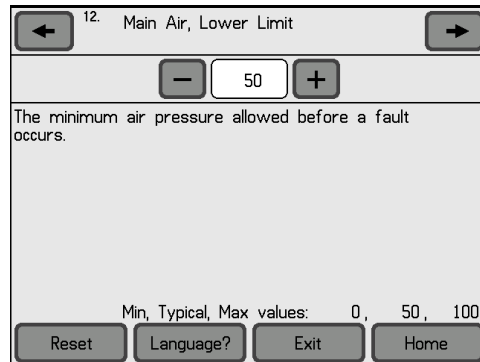 12. Main Air, Lower Limit
− 50 +
The minimum air pressure allowed before a fault
occurs.
Min, Typical, Max values: 0, 50, 100
Reset Language? Exit Home